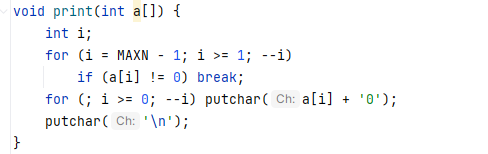 void print(int a[]) {
    int i;
    for (i = MAXN - 1; i >= 1; --i)
        if (a[i] != 0) break;
    for (; i >= 0; --i) putchar( Ch: a[i] + '0');
    putchar( Ch: '\n');
}